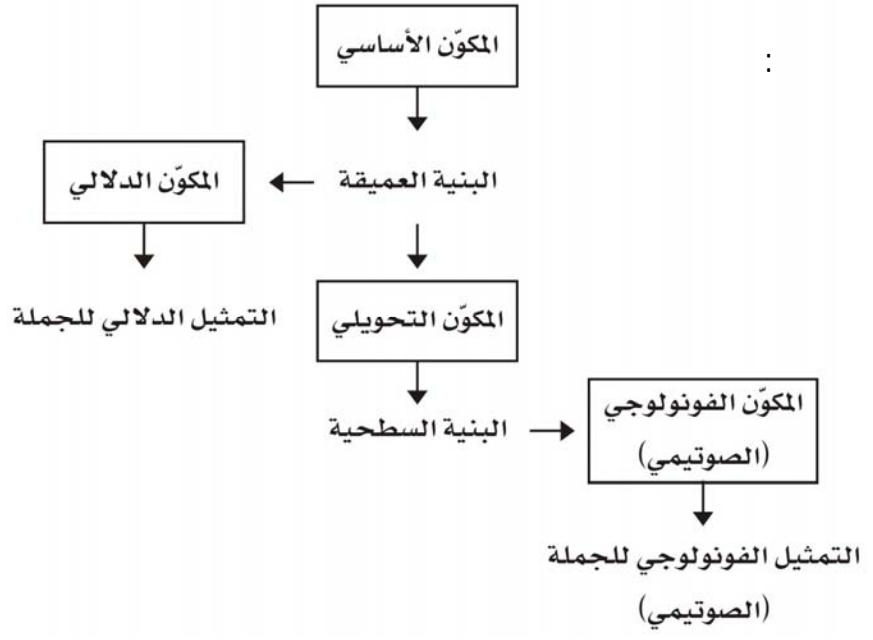 المكوّن الأساسي
:
البنية العميقة
المكوّن الدلالي
التمثيل الدلالي للجملة
المكوّن التحويلي
البنية السطحية
المكوّن الفونولوجي
(الصوتيمي)
التمثيل الفونولوجي للجملة
(الصوتيمي)